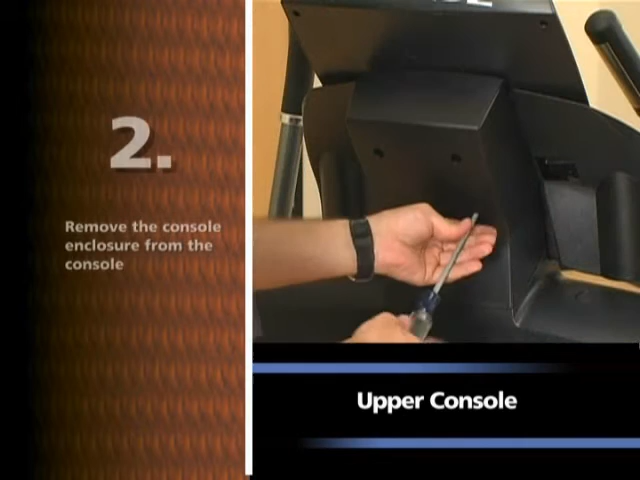 2.
Remove the console
enclosure from the
console
Upper Console